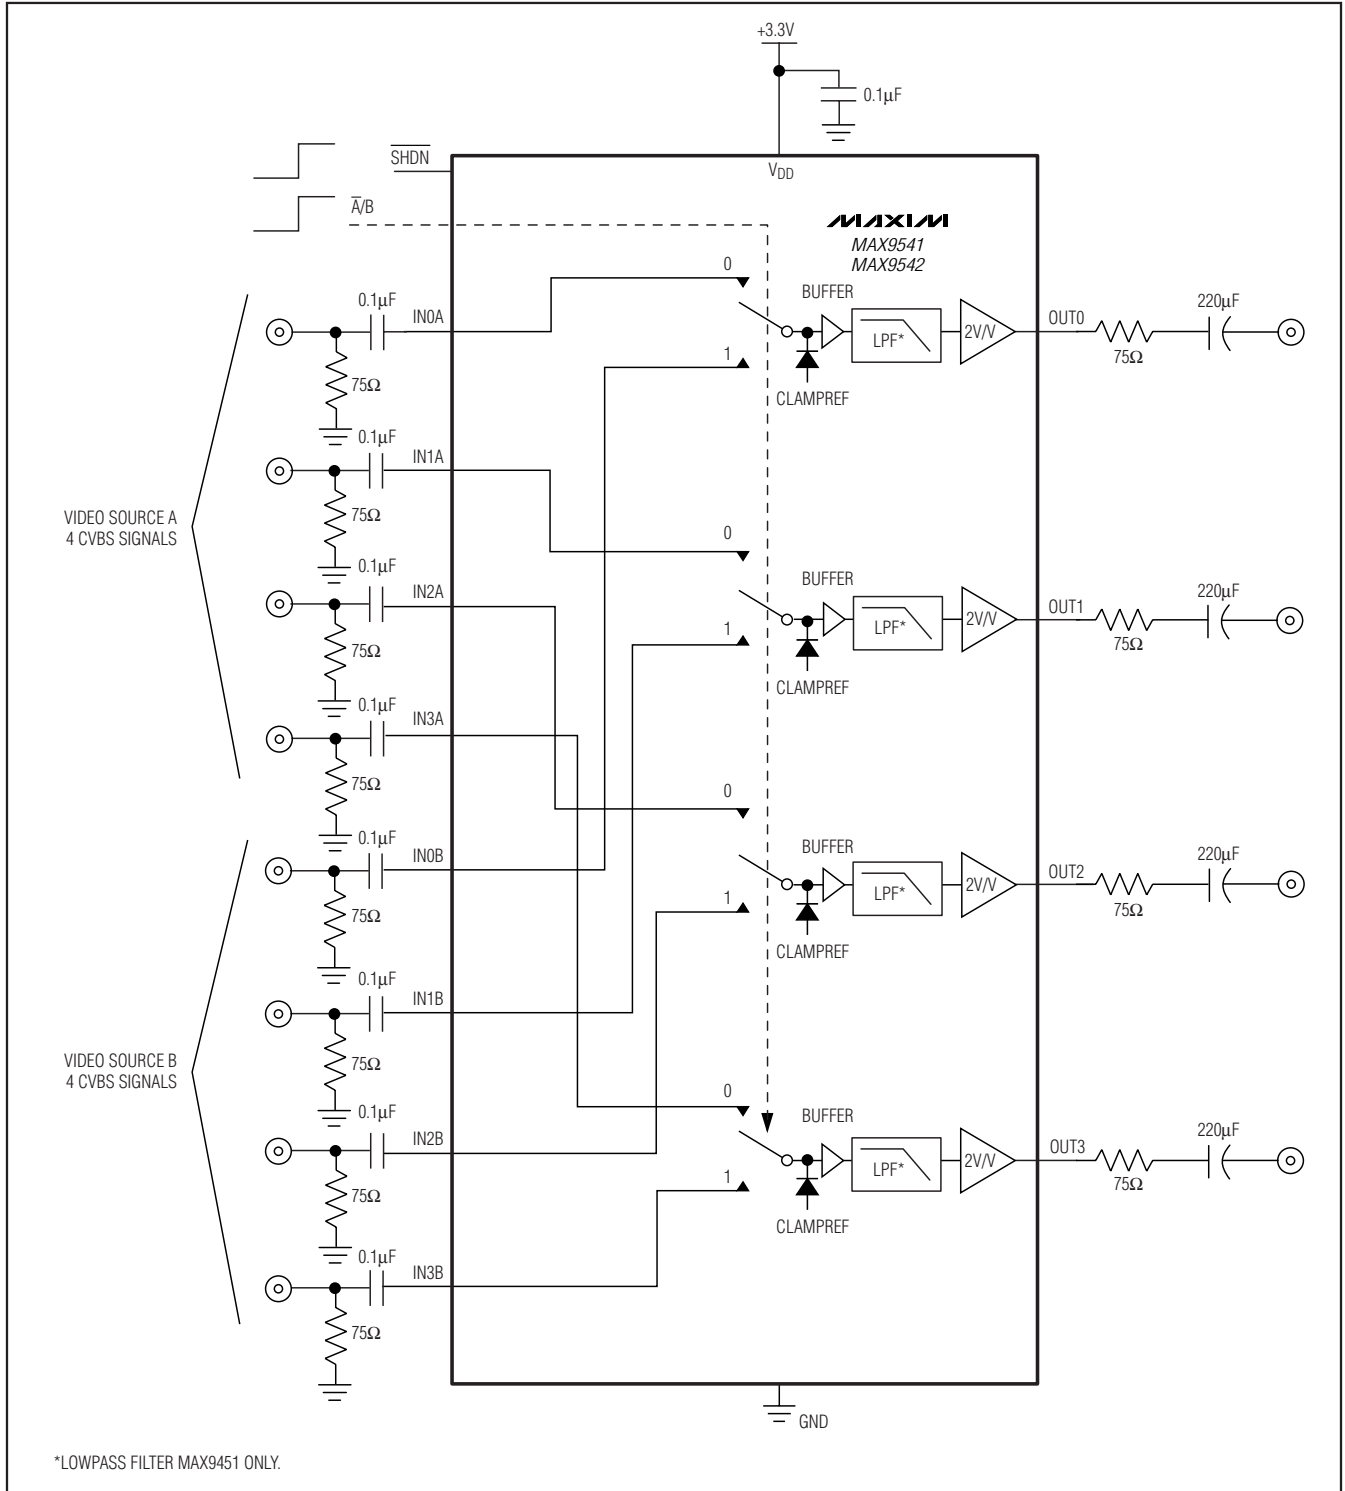 +3.3V
0.1μF
S̅H̅D̅N̅
VDD
A̅/B
MAXIM
MAX9541
MAX9542
0
BUFFER
0.1μF
IN0A
LPF*
2V/V
OUT0
220μF
75Ω
1
75Ω
CLAMPREF
0.1μF
IN1A
VIDEO SOURCE A
4 CVBS SIGNALS
75Ω
0
0.1μF
IN2A
BUFFER
LPF*
2V/V
OUT1
220μF
75Ω
1
75Ω
CLAMPREF
0.1μF
IN3A
75Ω
0
0.1μF
IN0B
BUFFER
LPF*
2V/V
OUT2
220μF
75Ω
1
75Ω
CLAMPREF
0.1μF
IN1B
VIDEO SOURCE B
4 CVBS SIGNALS
75Ω
0
0.1μF
IN2B
BUFFER
LPF*
2V/V
OUT3
220μF
75Ω
1
75Ω
CLAMPREF
0.1μF
IN3B
75Ω
GND
*LOWPASS FILTER MAX9451 ONLY.